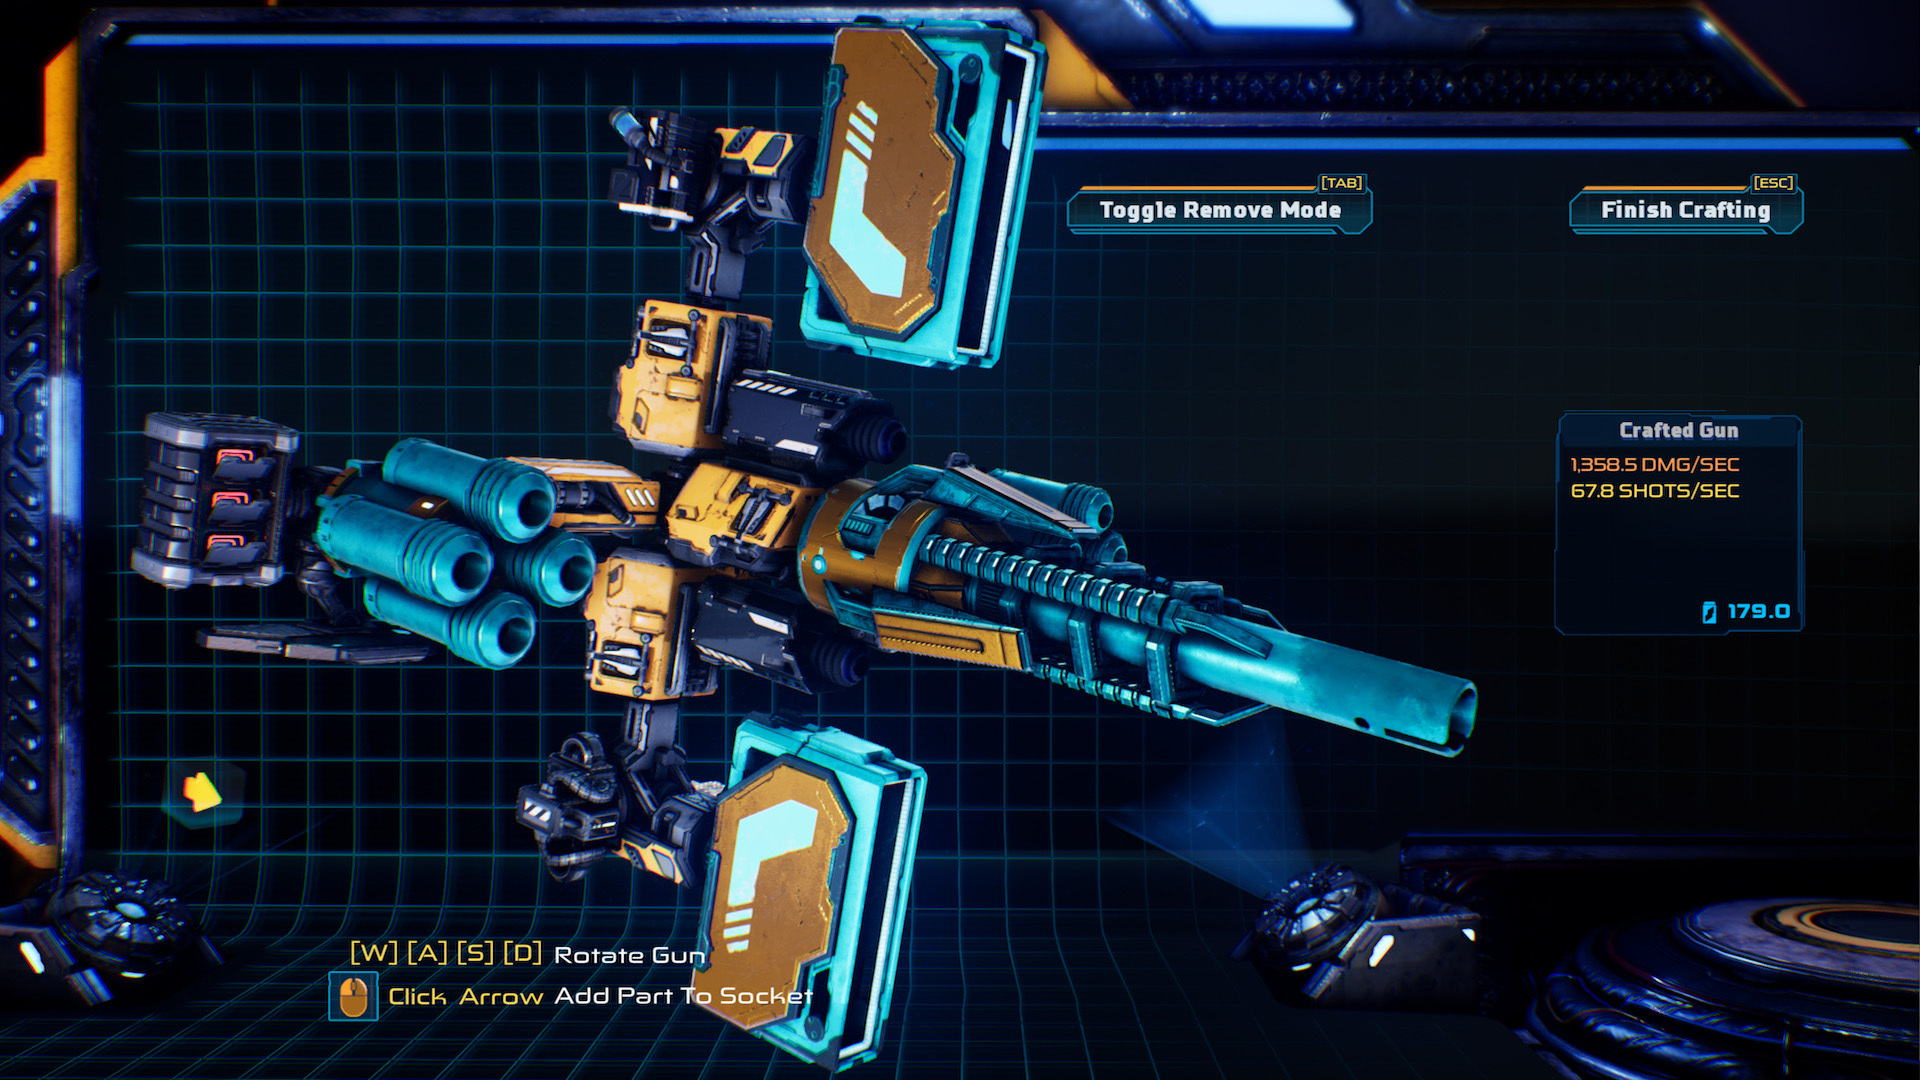 [TAB]
Toggle Remove Mode
[ESC]
Finish Crafting
Crafted Gun
1,358.5 DMG/SEC
67.8 SHOTS/SEC
179.0
[W] [A] [S] [D] Rotate Gun
Click Arrow Add Part To Socket